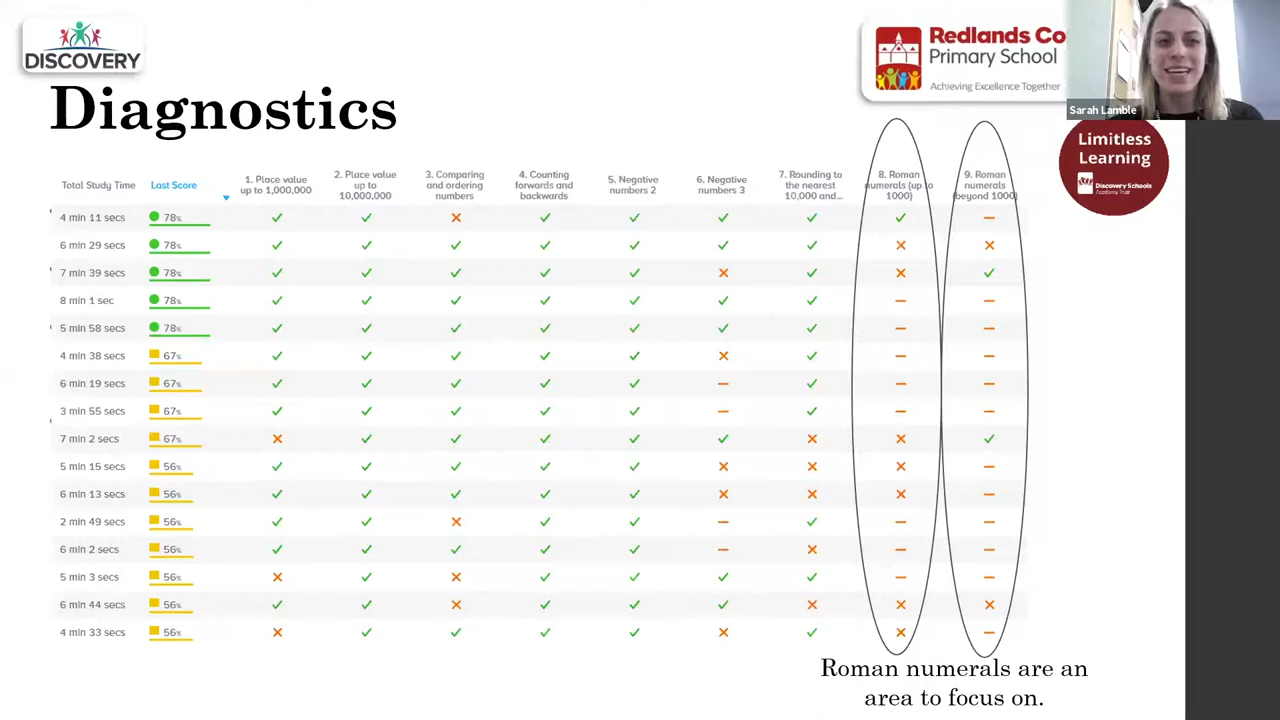 DISCOVERY
Redlands Co
Primary School
Achieving Excellence Together
Sarah Lamble
Diagnostics
Limitless
Learning
Discovery Schools
Academy Trust
Total Study Time Last Score 1. Place value up to 1,000,000 2. Place value up to 10,000,000 3. Comparing and ordering numbers 4. Counting forwards and backwards 5. Negative numbers 2 6. Negative numbers 3 7. Rounding to the nearest 10,000 and... 8. Roman numerals (up to 1000) 9. Roman numerals (beyond 1000)
4 min 11 secs 78% ✓ ✓ ✕ ✓ ✓ ✓ ✓ ✓ –
6 min 29 secs 78% ✓ ✓ ✓ ✓ ✓ ✓ ✓ ✕ ✕
7 min 39 secs 78% ✓ ✓ ✓ ✓ ✓ ✕ ✓ ✕ ✓
8 min 1 sec 78% ✓ ✓ ✓ ✓ ✓ ✓ ✓ – –
5 min 58 secs 78% ✓ ✓ ✓ ✓ ✓ ✓ ✓ – –
4 min 38 secs 67% ✓ ✓ ✓ ✓ ✓ ✕ ✓ – –
6 min 19 secs 67% ✓ ✓ ✓ ✓ ✓ – ✓ – –
3 min 55 secs 67% ✓ ✓ ✓ ✓ ✓ – ✓ – –
7 min 2 secs 67% ✕ ✓ ✓ ✓ ✓ ✓ ✕ ✕ ✓
5 min 15 secs 56% ✓ ✓ ✓ ✓ ✓ ✕ ✕ ✕ –
6 min 13 secs 56% ✓ ✓ ✓ ✓ ✓ ✕ ✕ ✕ –
2 min 49 secs 56% ✓ ✓ ✕ ✓ ✓ – ✓ – –
6 min 2 secs 56% ✓ ✓ ✓ ✓ ✓ – ✕ – –
5 min 3 secs 56% ✕ ✓ ✕ ✓ ✓ ✓ ✓ – –
6 min 44 secs 56% ✓ ✓ ✕ ✓ ✓ ✓ ✕ ✕ ✕
4 min 33 secs 56% ✕ ✓ ✓ ✓ ✓ ✕ ✓ ✕ –
Roman numerals are an
area to focus on.